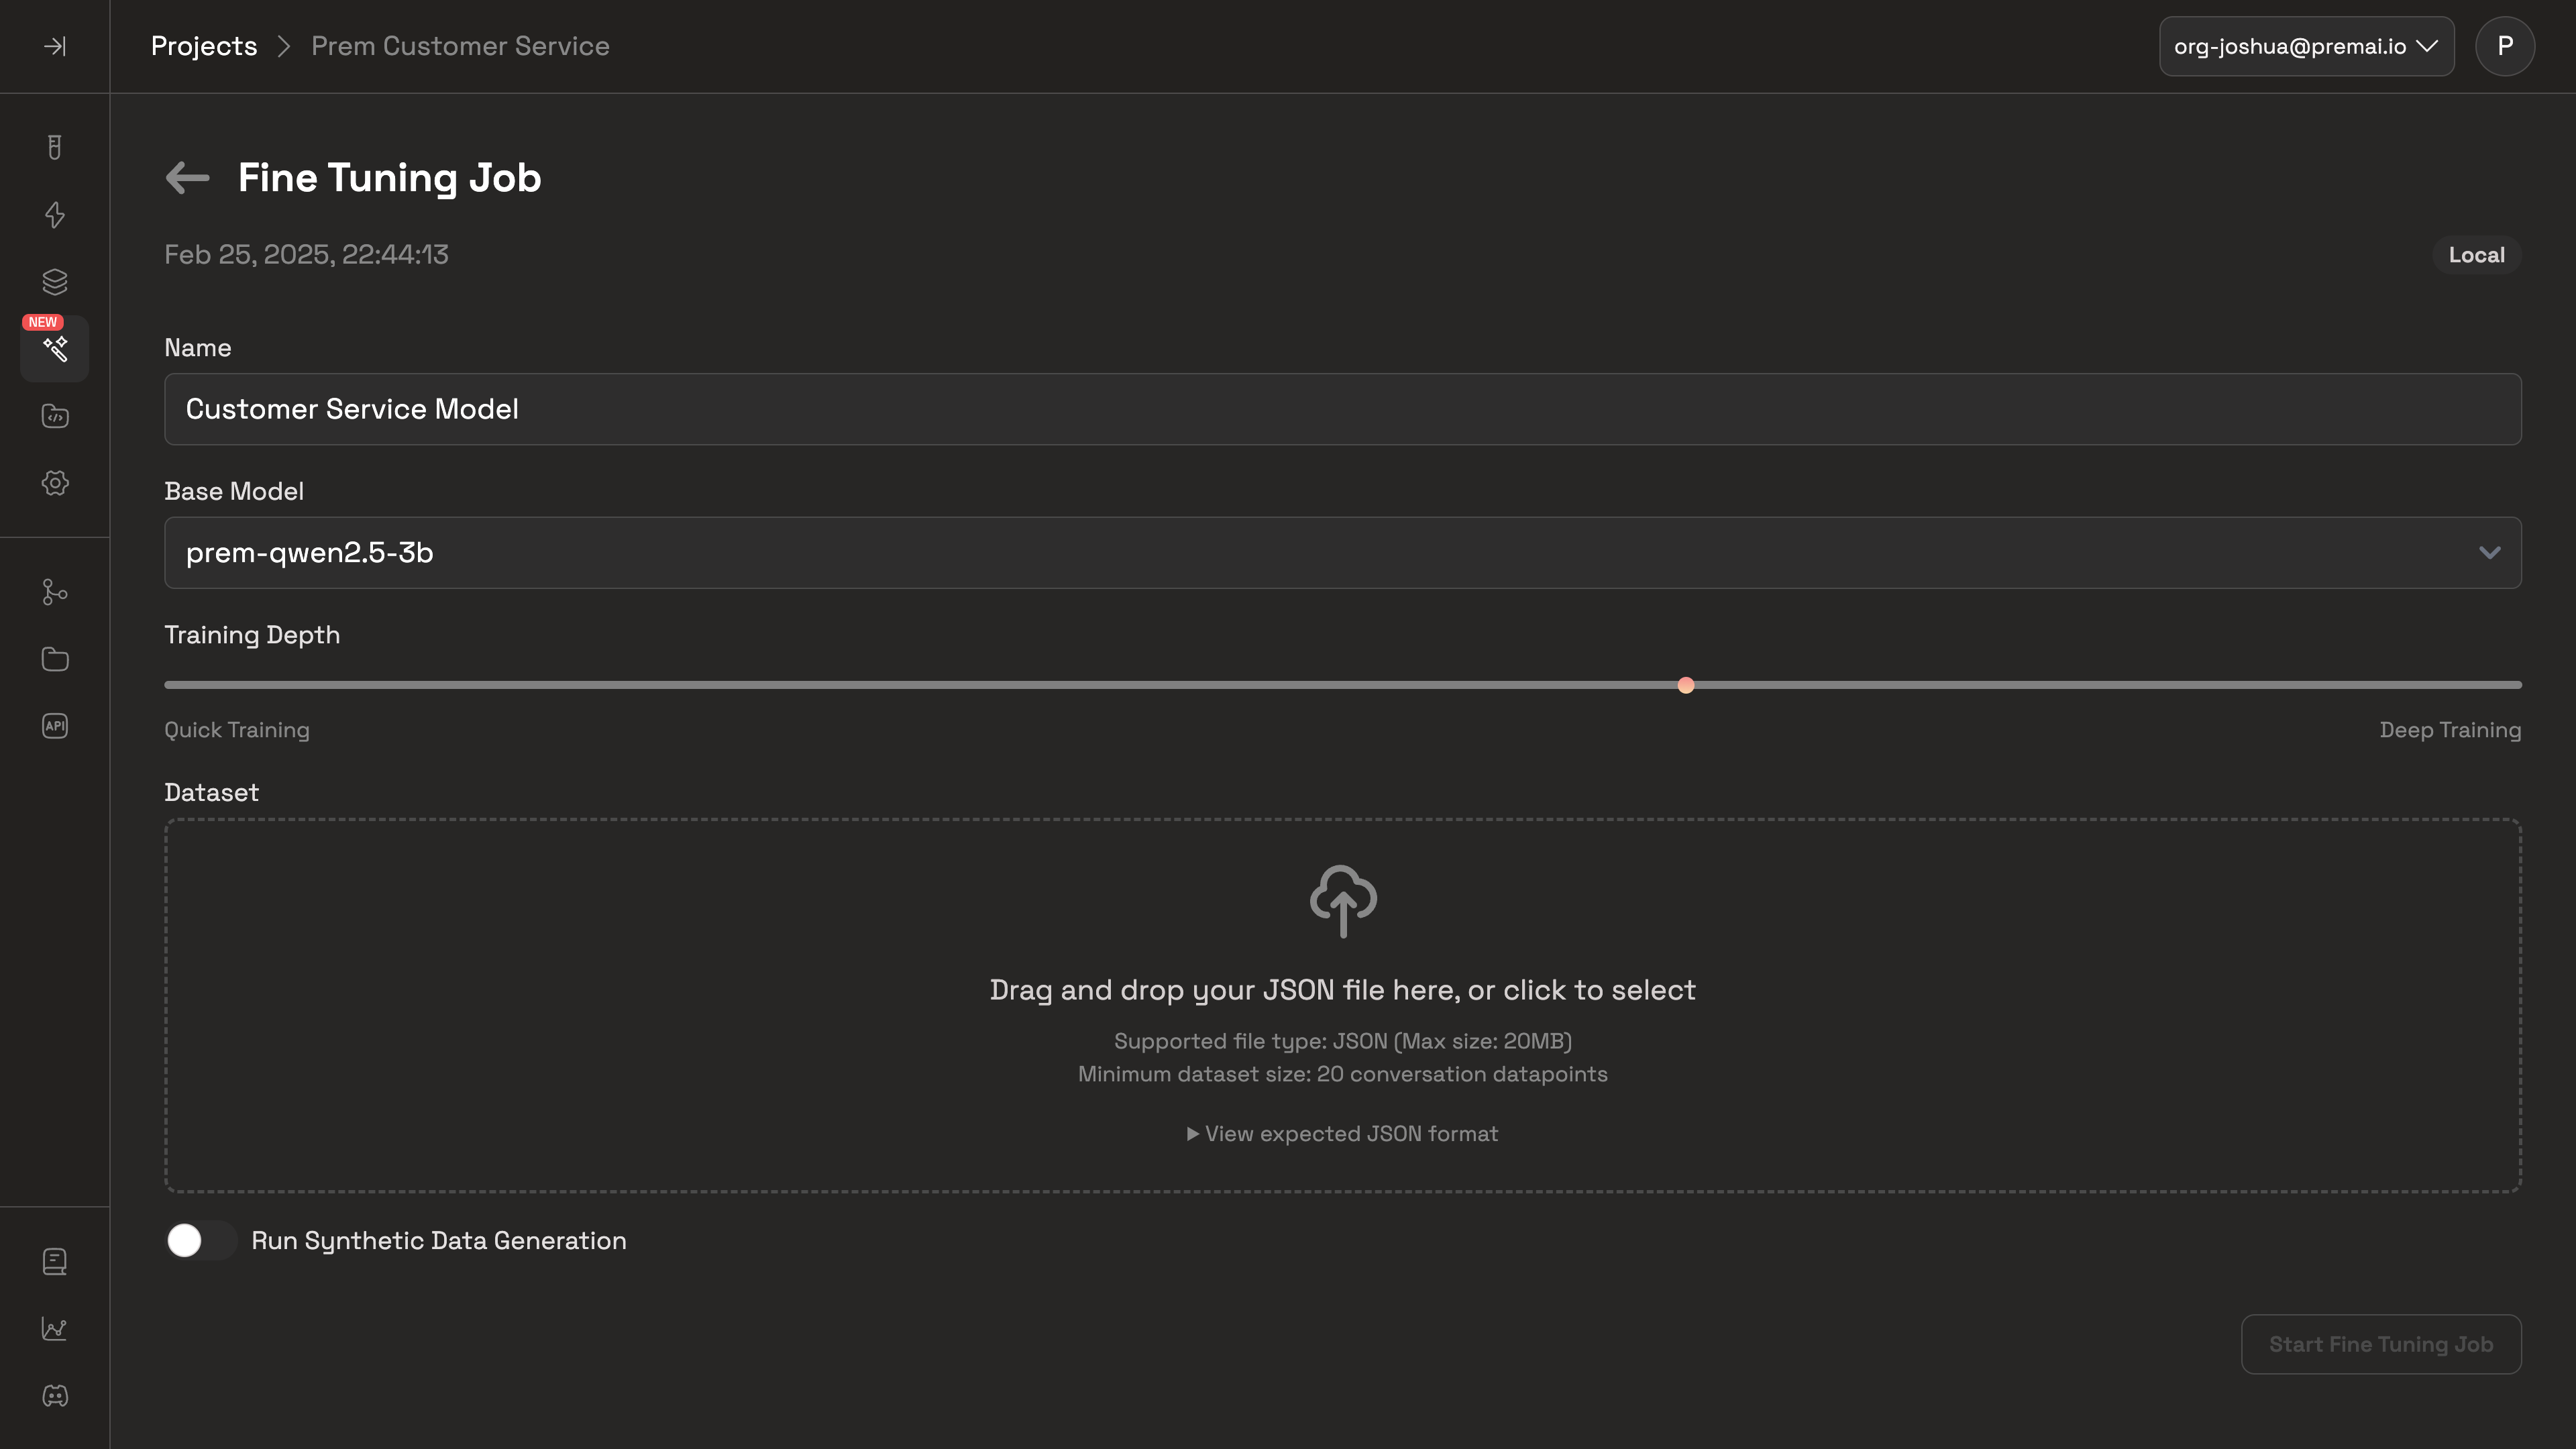 Projects > Prem Customer Service
org-joshua@premai.io
P
Fine Tuning Job
Feb 25, 2025, 22:44:13
Local
NEW
Name
Customer Service Model
Base Model
prem-qwen2.5-3b
Training Depth
Quick Training
Deep Training
API
Dataset
Drag and drop your JSON file here, or click to select
Supported file type: JSON (Max size: 20MB)
Minimum dataset size: 20 conversation datapoints
View expected JSON format
Run Synthetic Data Generation
Start Fine Tuning Job